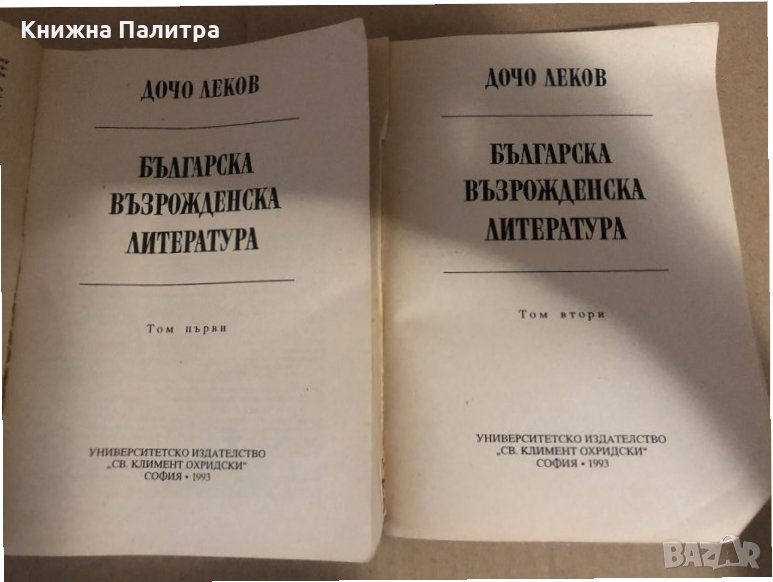 Книжна Палитра
ДОЧО ЛЕКОВ
БЪЛГАРСКА
ВЪЗРОЖДЕНСКА
ЛИТЕРАТУРА
Том първи
УНИВЕРСИТЕТСКО ИЗДАТЕЛСТВО
„СВ. КЛИМЕНТ ОХРИДСКИ“
СОФИЯ • 1993
ДОЧО ЛЕКОВ
БЪЛГАРСКА
ВЪЗРОЖДЕНСКА
ЛИТЕРАТУРА
Том втори
УНИВЕРСИТЕТСКО ИЗДАТЕЛСТВО
„СВ. КЛИМЕНТ ОХРИДСКИ“
СОФИЯ • 1993
BAZAR